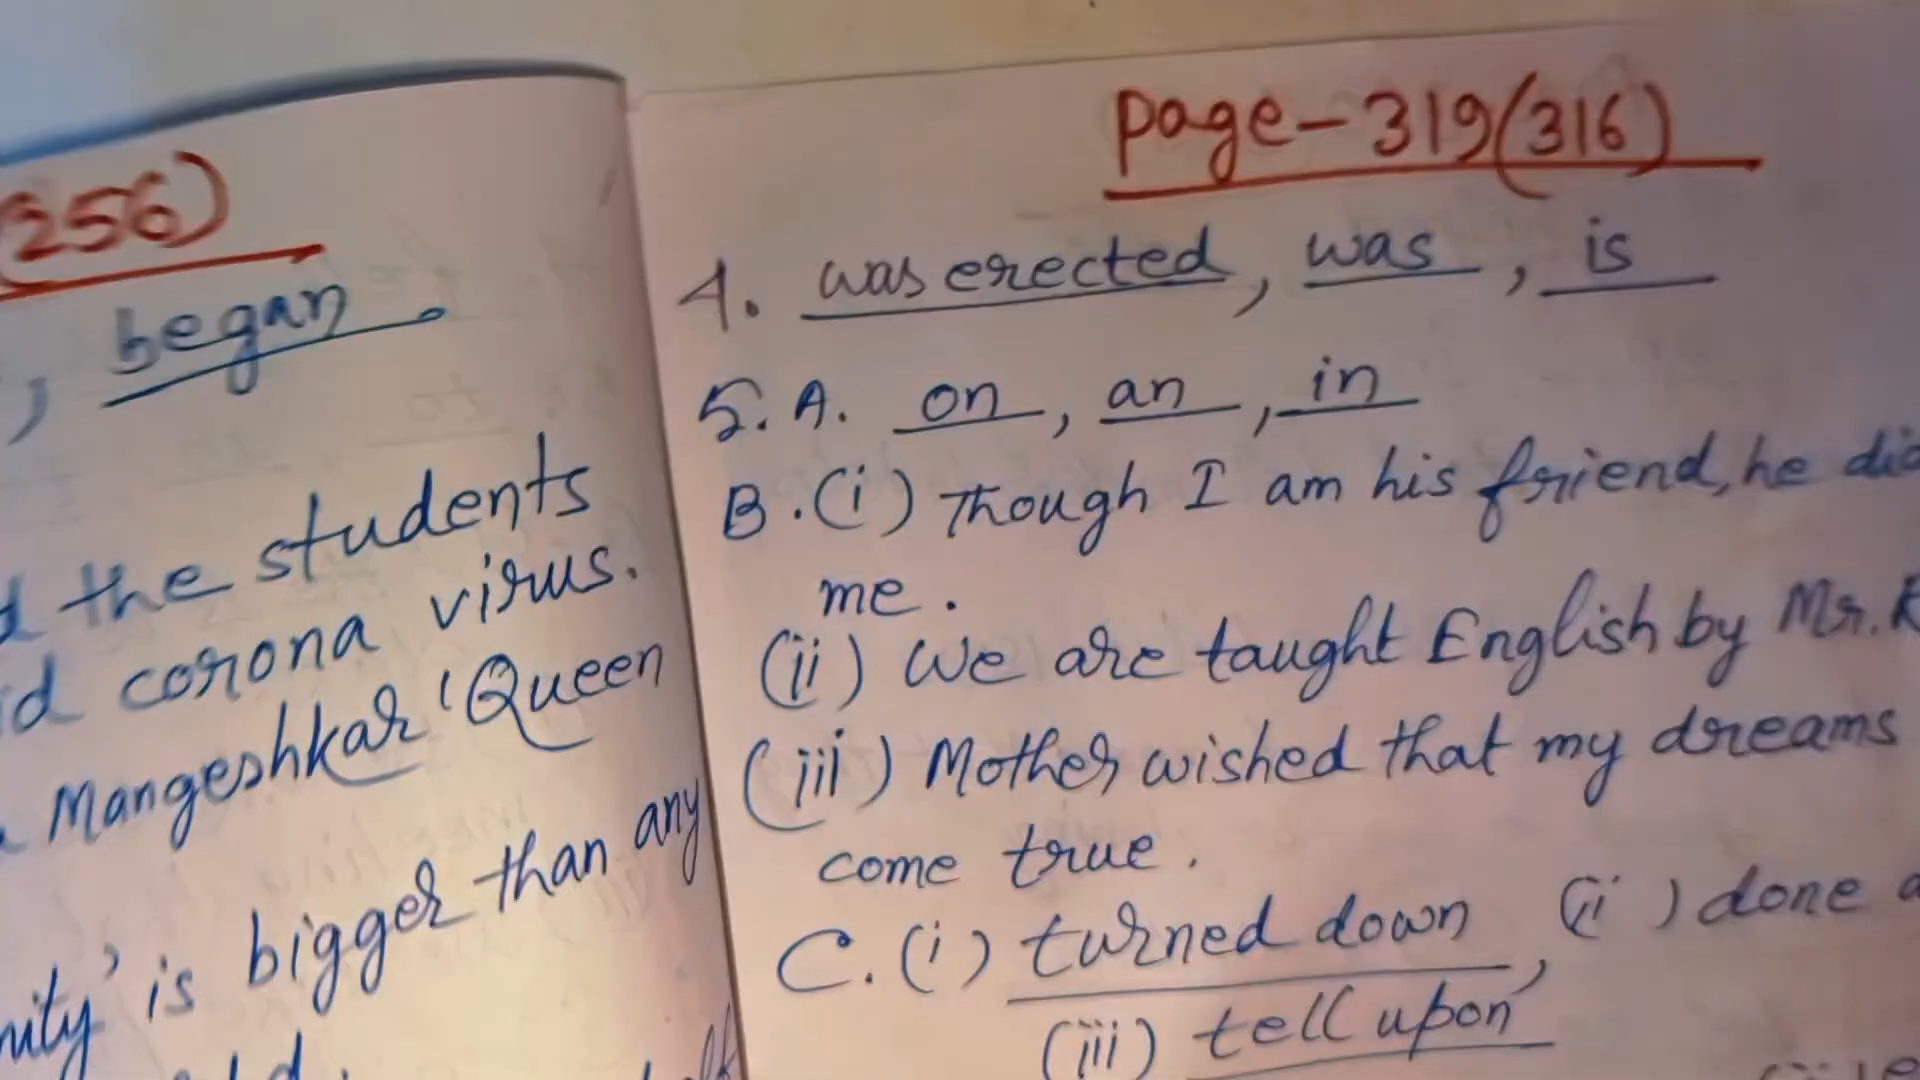 (256)
, began.
the students
corona virus.
Mangeshkar 'Queen
is bigger than any
Page-319(316)
4. was erected, was, is
5. A. on, an, in
B. (i) Though I am his friend, he
me.
(ii) We are taught English by Mr.
(iii) Mother wished that my dreams
come true.
C. (i) turned down, (ii) done
(iii) tell upon